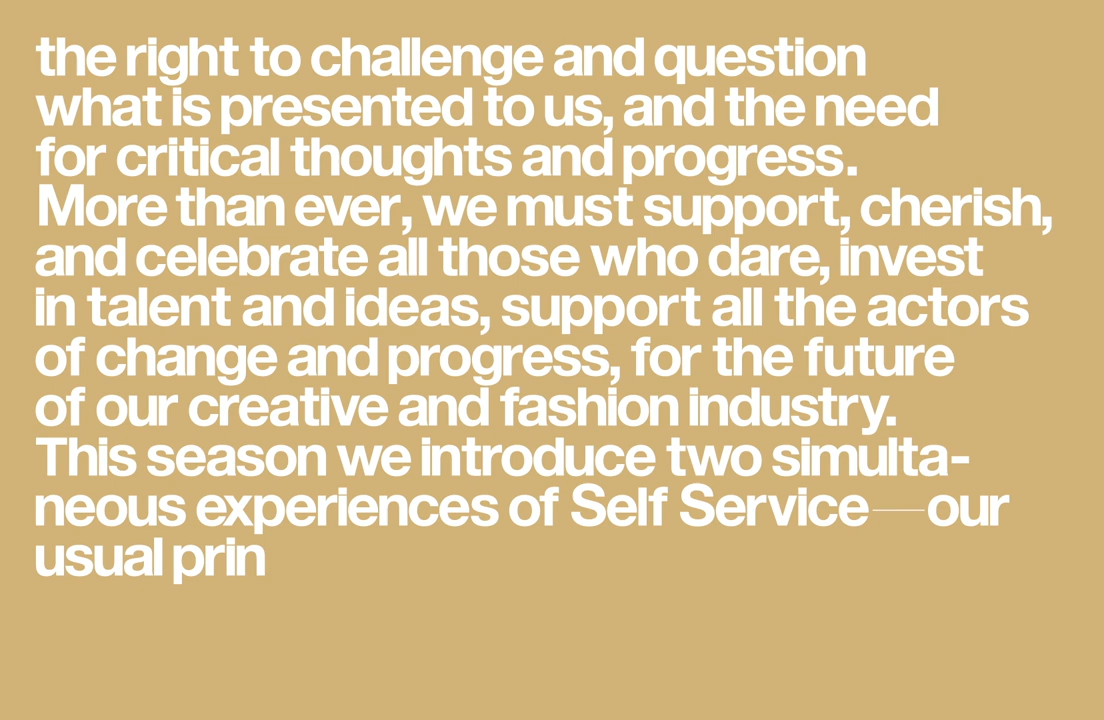 the right to challenge and question
what is presented to us, and the need
for critical thoughts and progress.
More than ever, we must support, cherish,
and celebrate all those who dare, invest
in talent and ideas, support all the actors
of change and progress, for the future
of our creative and fashion industry.
This season we introduce two simulta-
neous experiences of Self Service—our
usual prin